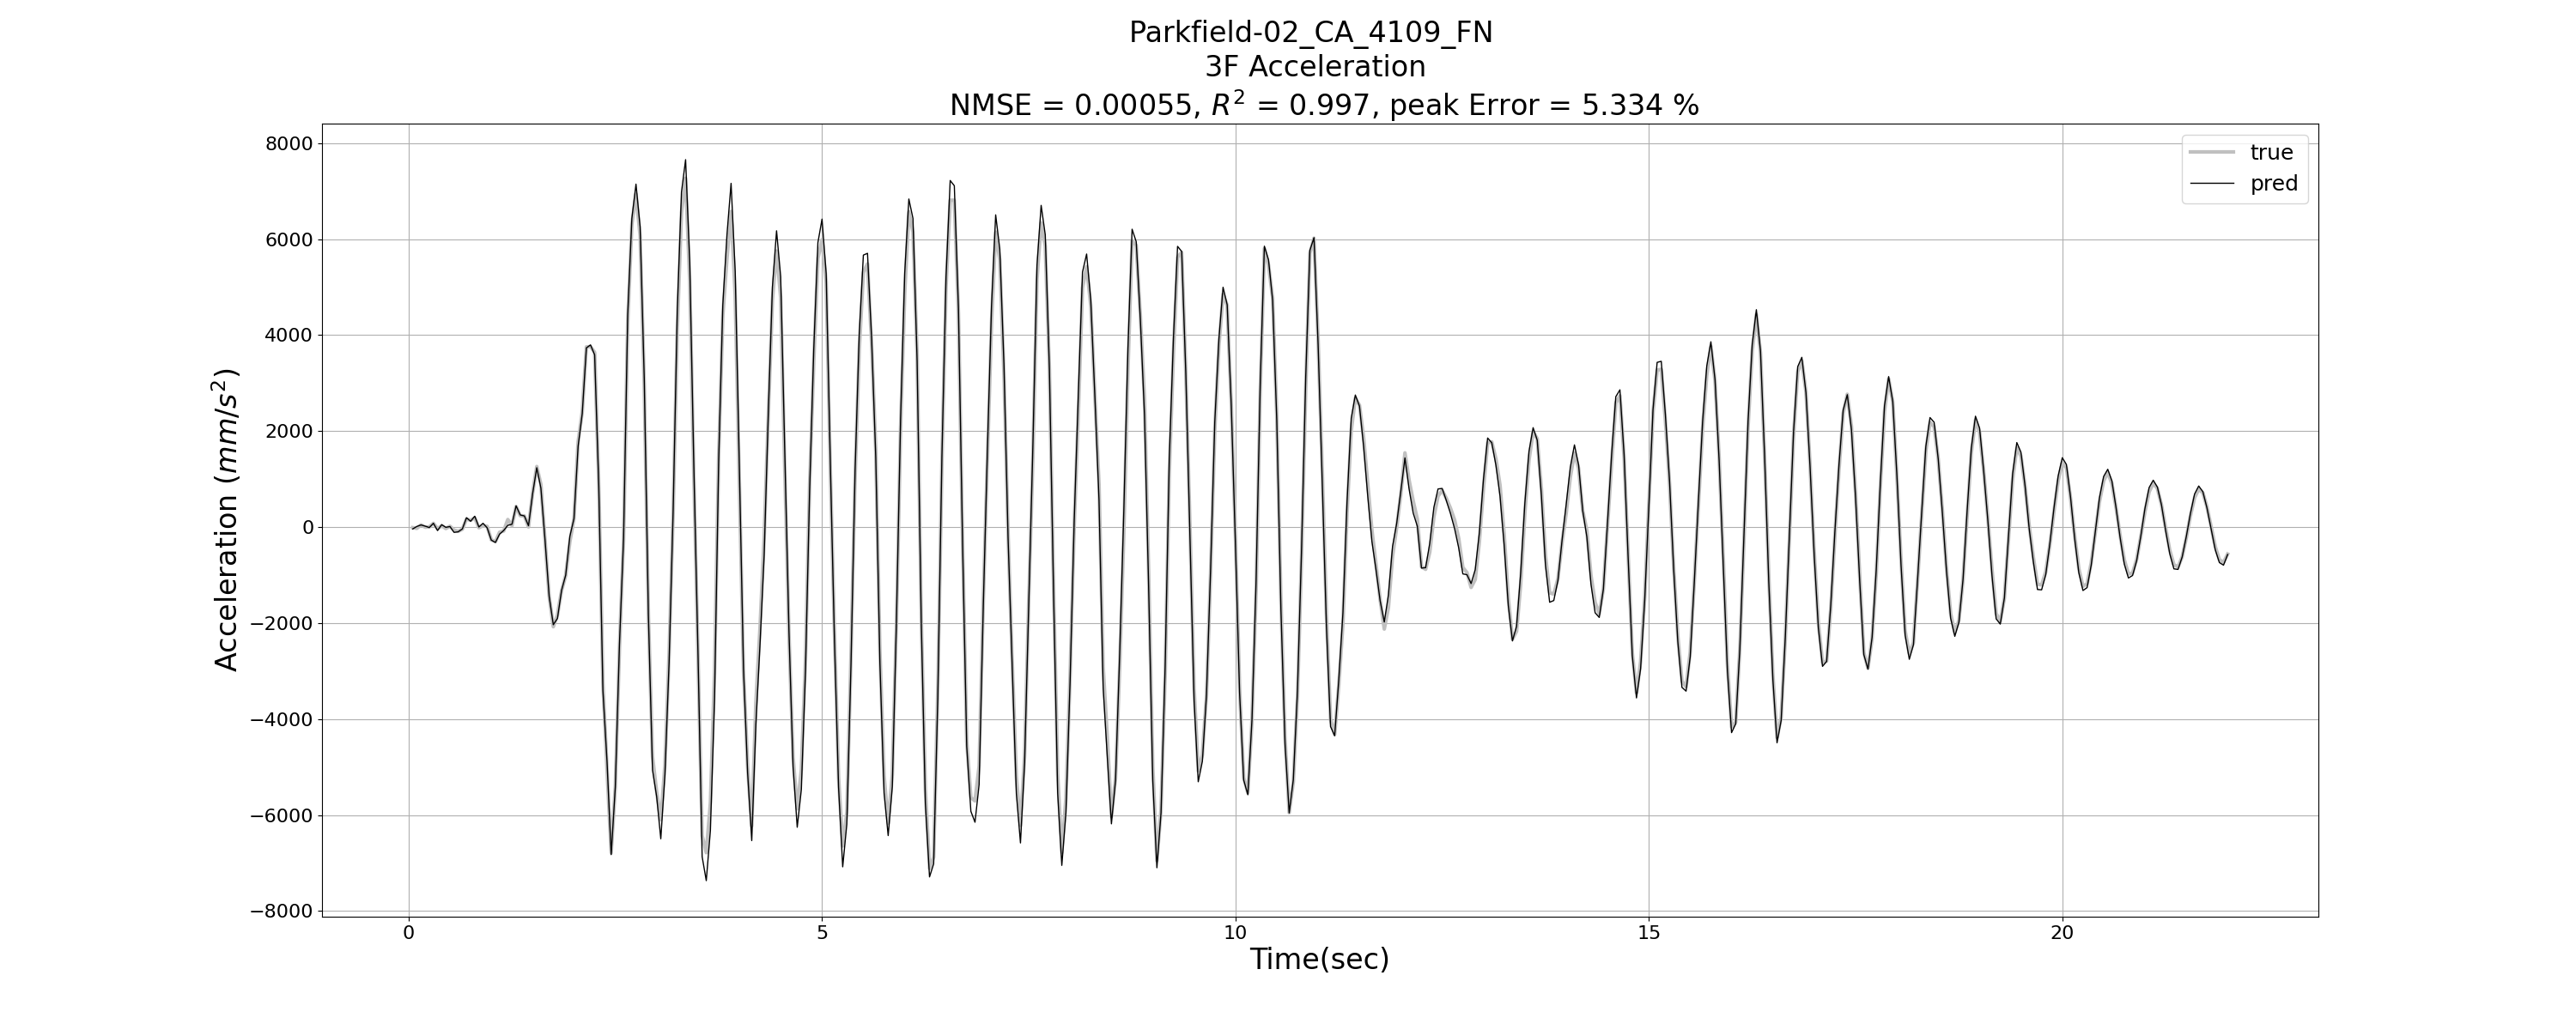 Parkfield-02_CA_4109_FN
3F Acceleration
NMSE = 0.00055, R² = 0.997, peak Error = 5.334 %
8000
6000
4000
2000
0
−2000
−4000
−6000
−8000
Acceleration (mm/s²)
true
pred
0 5 10 15 20
Time(sec)